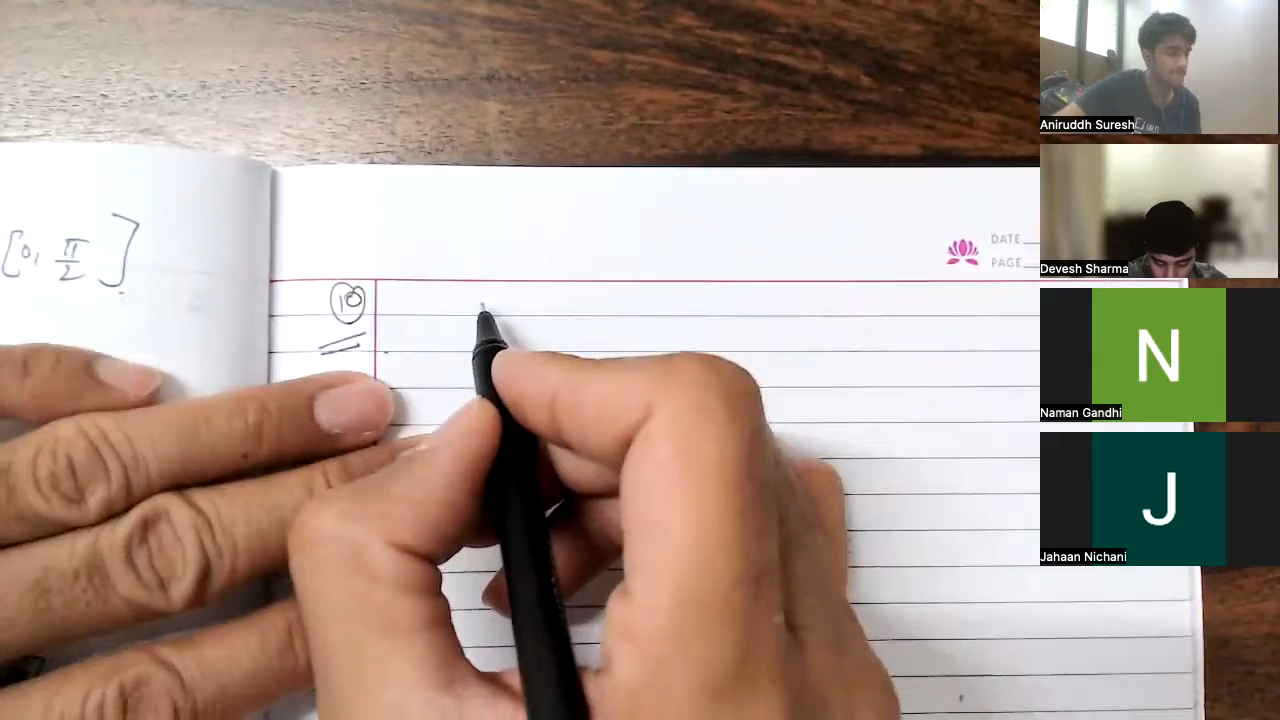 [0, π/2]
DATE
PAGE
10
Aniruddh Suresh
Devesh Sharma
N
Naman Gandhi
J
Jahaan Nichani